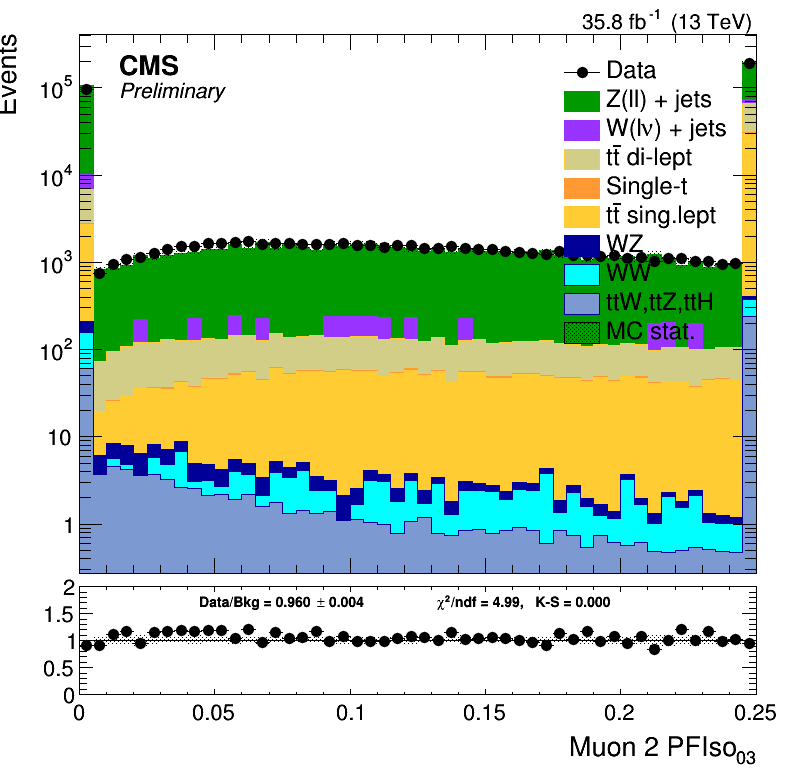 35.8 fb⁻¹ (13 TeV)
Events
CMS
Preliminary
Data
Z(ll) + jets
W(lν) + jets
tt̄ di-lept
Single-t
tt̄ sing.lept
WZ
WW
ttW,ttZ,ttH
MC stat.
10⁵
10⁴
10³
10²
10
1
Data/Bkg = 0.960 ± 0.004 χ²/ndf = 4.99, K-S = 0.000
2
1.5
1
0.5
0
0 0.05 0.1 0.15 0.2 0.25
Muon 2 PFIso₀₃